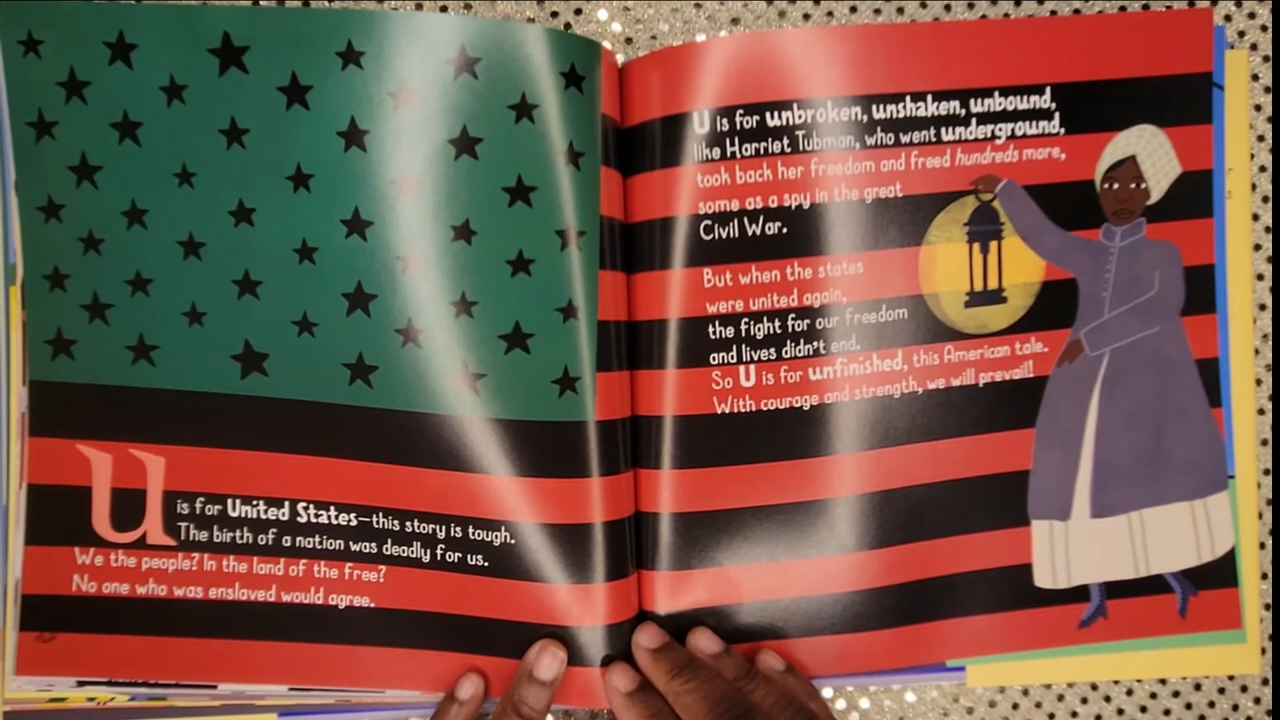 U is for United States—this story is tough.
The birth of a nation was deadly for us.
We the people? In the land of the free?
No one who was enslaved would agree.
U is for unbroken, unshaken, unbound,
like Harriet Tubman, who went underground,
took back her freedom and freed hundreds more,
some as a spy in the great
Civil War.
But when the states
were united again,
the fight for our freedom
and lives didn't end.
So U is for unfinished, this American tale.
With courage and strength, we will prevail!